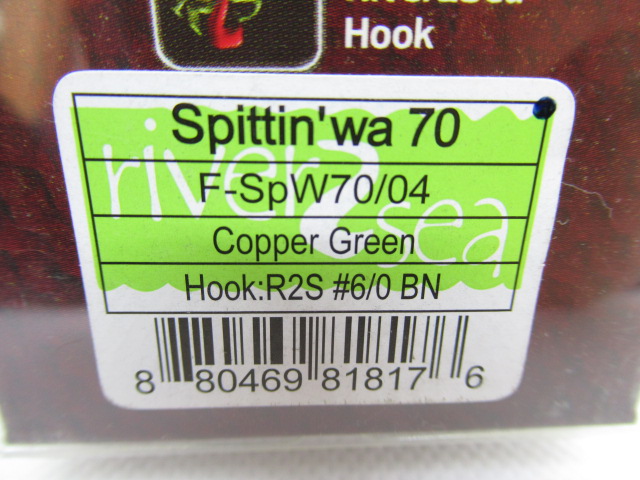 Hook
Spittin'wa 70
river2sea
F-SpW70/04
Copper Green
Hook:R2S #6/0 BN
8 80469 81817 6